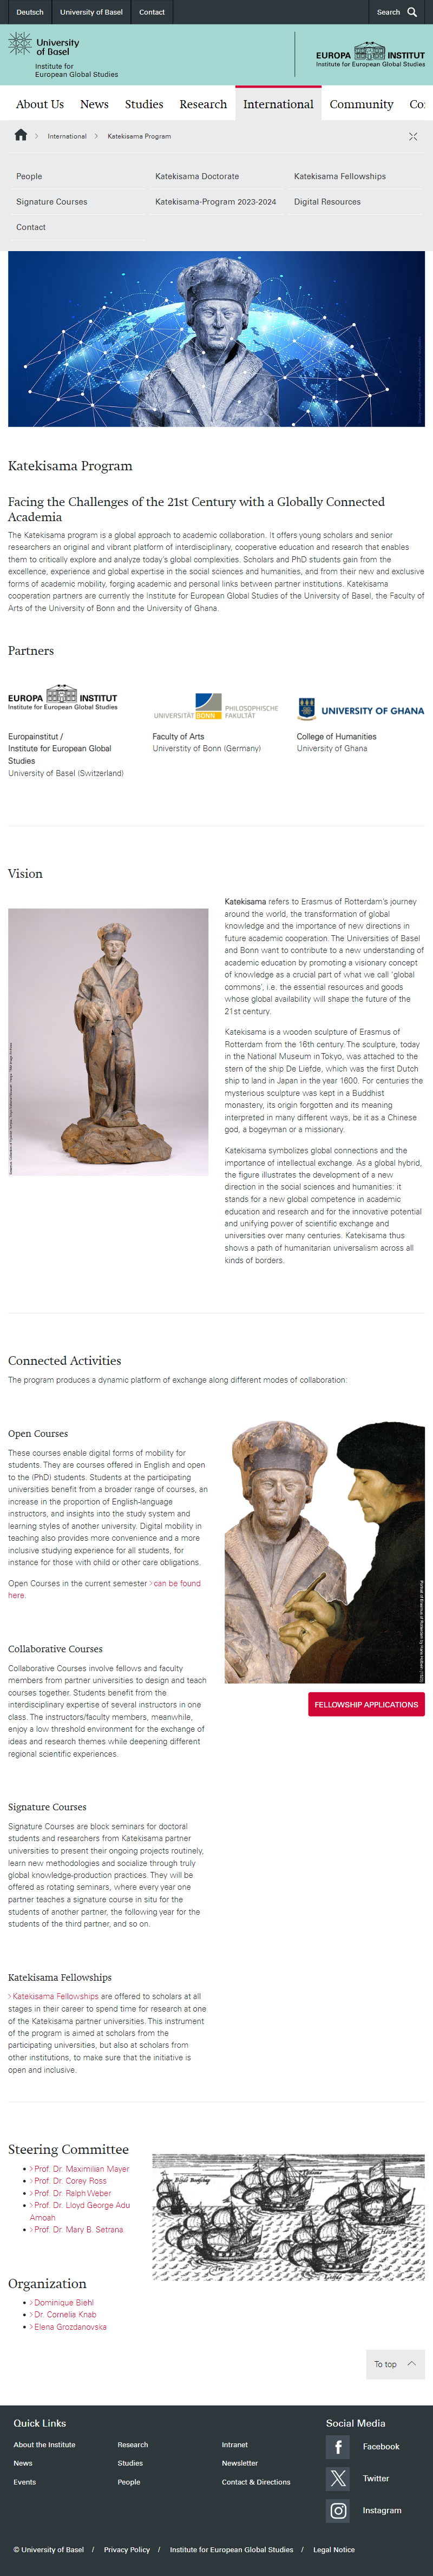 Deutsch University of Basel Contact Search
University
of Basel
Institute for
European Global Studies
EUROPA INSTITUT
Institute for European Global Studies
About Us News Studies Research International Community Co
International Katekisama Program
People Katekisama Doctorate Katekisama Fellowships
Signature Courses Katekisama-Program 2023-2024 Digital Resources
Contact
Katekisama Program
Facing the Challenges of the 21st Century with a Globally Connected
Academia
The Katekisama program is a global approach to academic collaboration. It offers young scholars and senior
researchers an original and vibrant platform of interdisciplinary, cooperative education and research that enables
them to critically explore and analyze today's global complexities. Scholars and PhD students gain from the
excellence, experience and global expertise in the social sciences and humanities, and from their new and exclusive
forms of academic mobility, forging academic and personal links between partner institutions. Katekisama
cooperation partners are currently the Institute for European Global Studies of the University of Basel, the Faculty of
Arts of the University of Bonn and the University of Ghana.
Partners
EUROPA INSTITUT
Institute for European Global Studies
UNIVERSITÄT BONN PHILOSOPHISCHE
FAKULTÄT
UNIVERSITY OF GHANA
Europainstitut /
Institute for European Global
Studies
University of Basel (Switzerland)
Faculty of Arts
University of Bonn (Germany)
College of Humanities
University of Ghana
Vision
Katekisama refers to Erasmus of Rotterdam's journey
around the world, the transformation of global
knowledge and the importance of new directions in
future academic cooperation. The Universities of Basel
and Bonn want to contribute to a new understanding of
academic education by promoting a visionary concept
of knowledge as a crucial part of what we call 'global
commons', i.e. the essential resources and goods
whose global availability will shape the future of the
21st century.
Katekisama is a wooden sculpture of Erasmus of
Rotterdam from the 16th century. The sculpture, today
in the National Museum in Tokyo, was attached to the
stern of the ship De Liefde, which was the first Dutch
ship to land in Japan in the year 1600. For centuries the
mysterious sculpture was kept in a Buddhist
monastery, its origin forgotten and its meaning
interpreted in many different ways, be it as a Chinese
god, a bogeyman or a missionary.
Katekisama symbolizes global connections and the
importance of intellectual exchange. As a global hybrid,
the figure illustrates the development of a new
direction in the social sciences and humanities: it
stands for a new global competence in academic
education and research and for the innovative potential
and unifying power of scientific exchange and
universities over many centuries. Katekisama thus
shows a path of humanitarian universalism across all
kinds of borders.
Connected Activities
The program produces a dynamic platform of exchange along different modes of collaboration:
Open Courses
These courses enable digital forms of mobility for
students. They are courses offered in English and open
to the (PhD) students. Students at the participating
universities benefit from a broader range of courses, an
increase in the proportion of English-language
instructors, and insights into the study system and
learning styles of another university. Digital mobility in
teaching also provides more convenience and a more
inclusive studying experience for all students, for
instance for those with child or other care obligations.
Open Courses in the current semester can be found
here.
FELLOWSHIP APPLICATIONS
Collaborative Courses
Collaborative Courses involve fellows and faculty
members from partner universities to design and teach
courses together. Students benefit from the
interdisciplinary expertise of several instructors in one
class. The instructors/faculty members, meanwhile,
enjoy a low threshold environment for the exchange of
ideas and research themes while deepening different
regional scientific experiences.
Signature Courses
Signature Courses are block seminars for doctoral
students and researchers from Katekisama partner
universities to present their ongoing projects routinely,
learn new methodologies and socialize through truly
global knowledge-production practices. They will be
offered as rotating seminars, where every year one
partner teaches a signature course in situ for the
students of another partner, the following year for the
students of the third partner, and so on.
Katekisama Fellowships
Katekisama Fellowships are offered to scholars at all
stages in their career to spend time for research at one
of the Katekisama partner universities. This instrument
of the program is aimed at scholars from the
participating universities, but also at scholars from
other institutions, to make sure that the initiative is
open and inclusive.
Steering Committee
Prof. Dr. Maximilian Mayer
Prof. Dr. Corey Ross
Prof. Dr. Ralph Weber
Prof. Dr. Lloyd George Adu
Amoah
Prof. Dr. Mary B. Setrana
Organization
Dominique Biehl
Dr. Cornelia Knab
Elena Grozdanovska
To top
Quick Links Social Media
About the Institute Research Intranet
News Studies Newsletter
Events People Contact & Directions
Facebook
Twitter
Instagram
© University of Basel / Privacy Policy / Institute for European Global Studies / Legal Notice